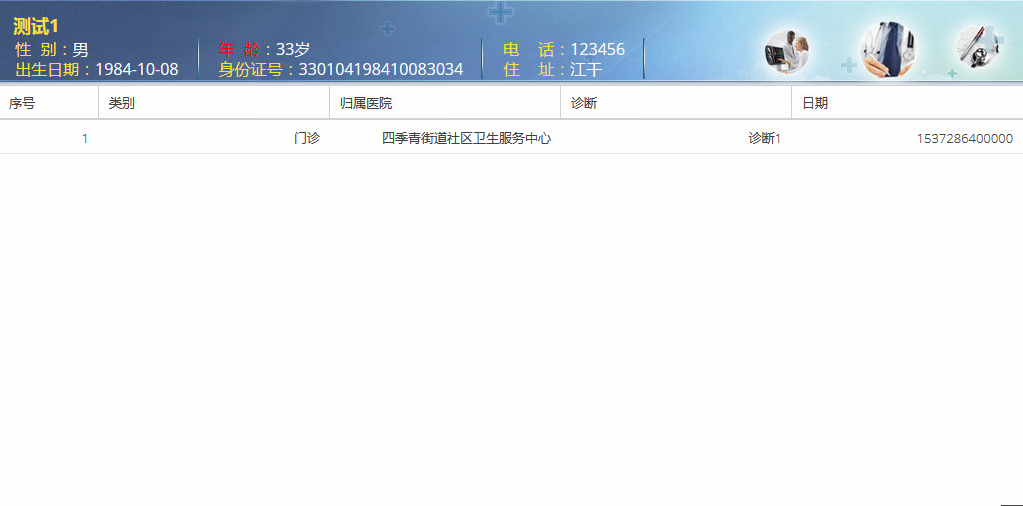 测试1
性 别：男 年 龄：33岁 电 话：123456
出生日期：1984-10-08 身份证号：330104198410083034 住 址：江干
序号 类别 归属医院 诊断 日期
1 门诊 四季青街道社区卫生服务中心 诊断1 1537286400000